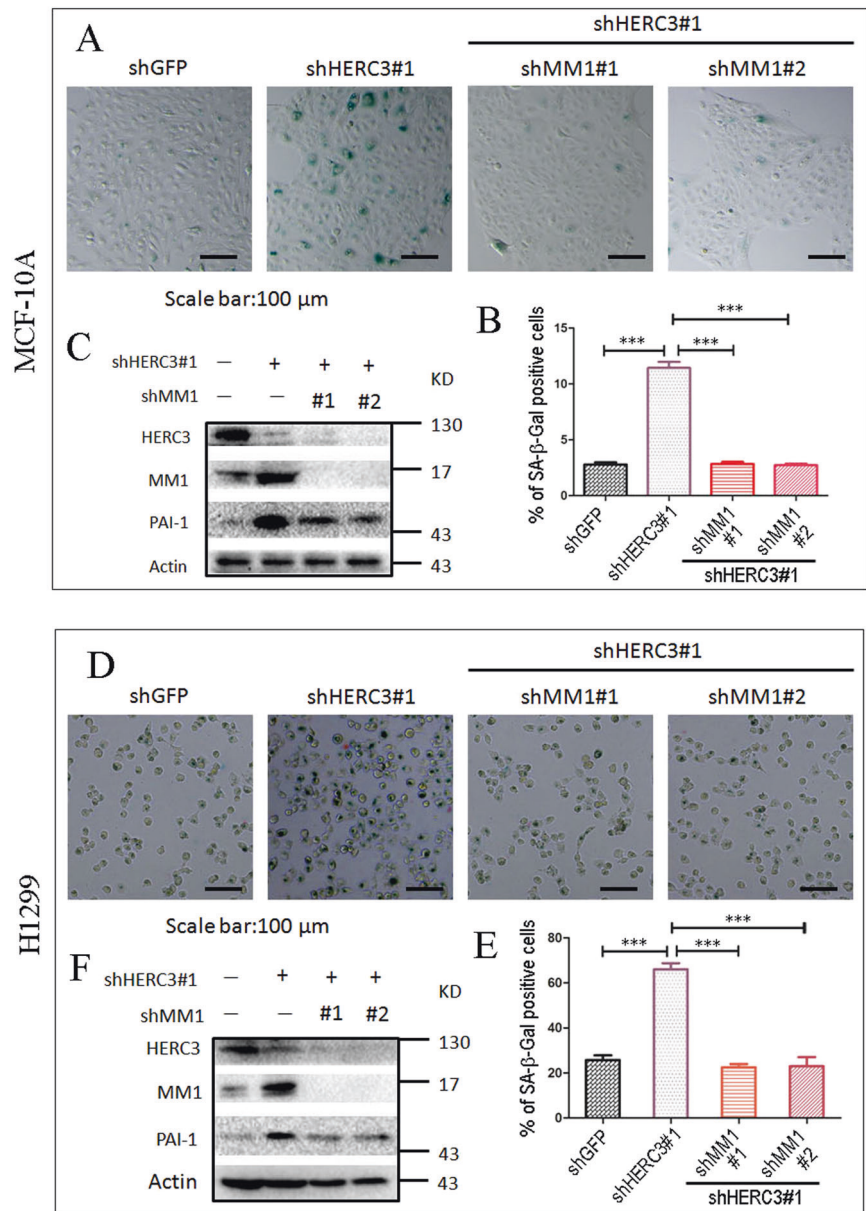 MCF-10A
A
shHERC3#1
shGFP
shHERC3#1
shMM1#1
shMM1#2
Scale bar:100 μm
C
shHERC3#1 — + + +
KD
shMM1 — — #1 #2
HERC3
130
MM1
17
PAI-1
43
Actin
43
B
% of SA-β-Gal positive cells
15
10
5
0
***
***
***
shGFP
shHERC3#1
shMM1 #1
shMM1 #2
shHERC3#1
H1299
D
shHERC3#1
shGFP
shHERC3#1
shMM1#1
shMM1#2
Scale bar:100 μm
F
shHERC3#1 — + + +
KD
shMM1 — — #1 #2
HERC3
130
MM1
17
PAI-1
43
Actin
43
E
% of SA-β-Gal positive cells
80
60
40
20
0
***
***
***
shGFP
shHERC3#1
shMM1 #1
shMM1 #2
shHERC3#1